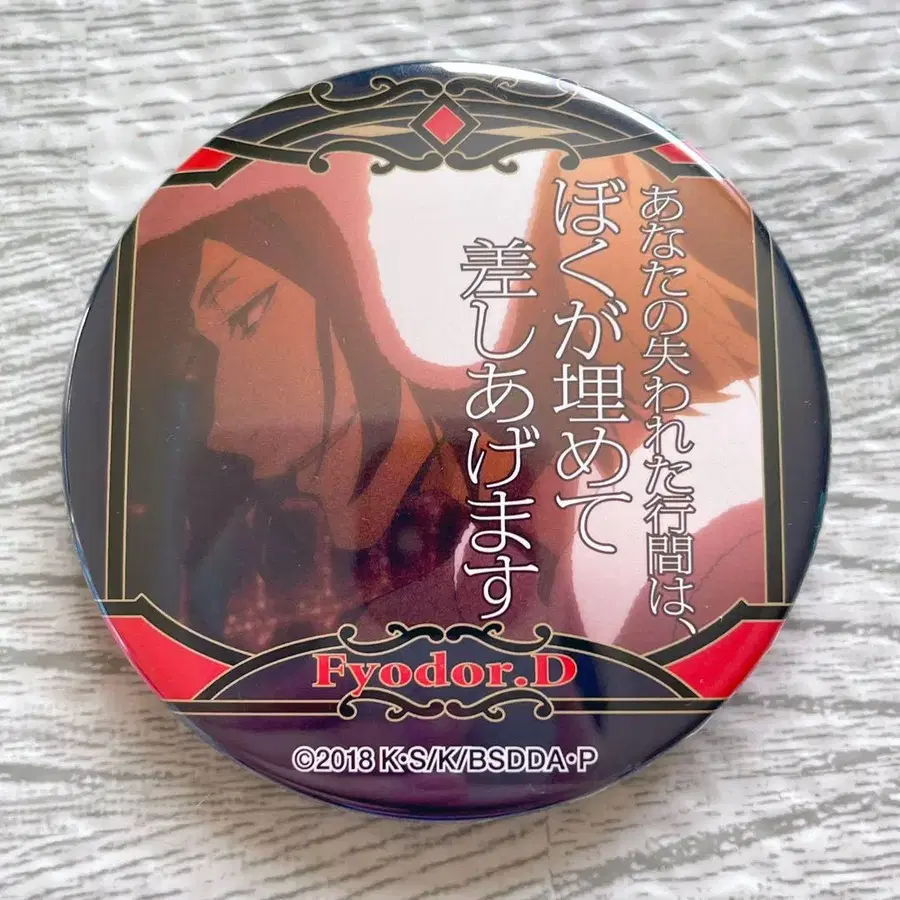 あなたの失われた行間は、
ぼくが埋めて
差しあげます
Fyodor.D
©2018 K・S/K/BSDDA・P